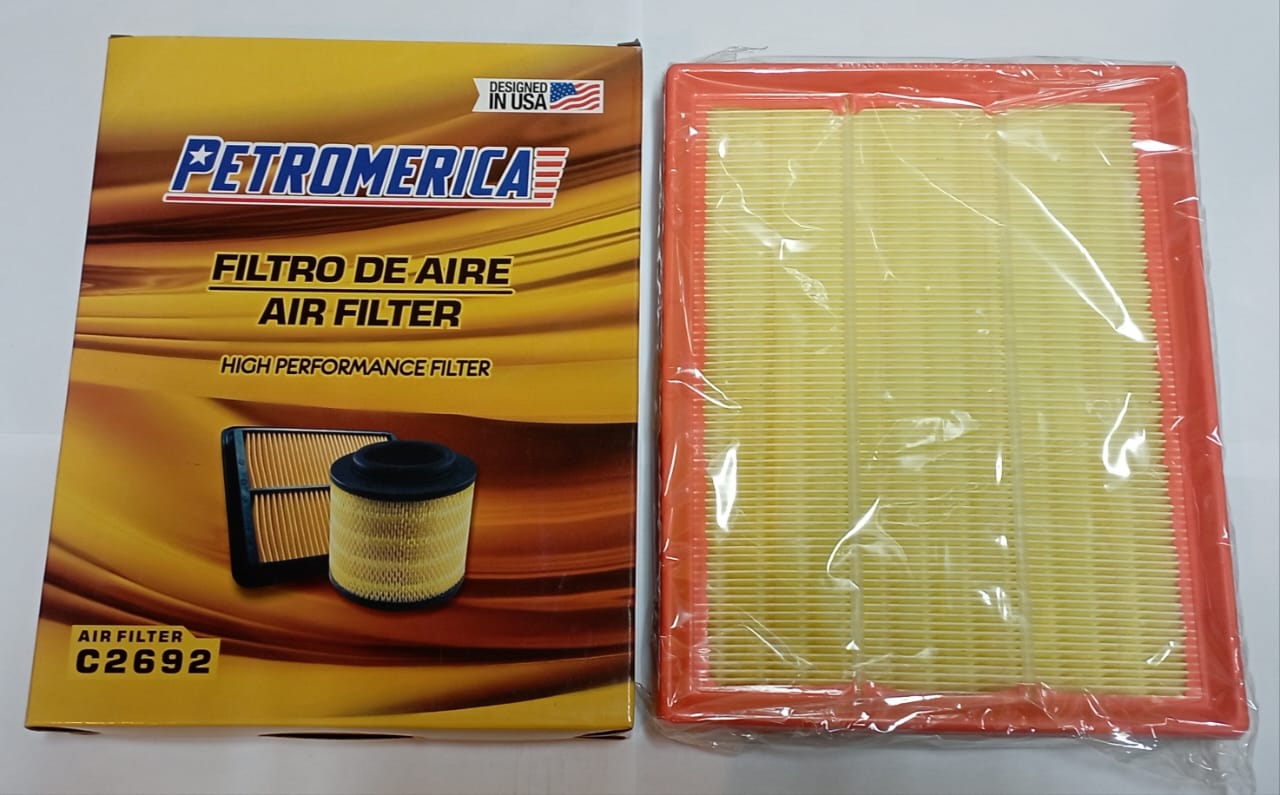 DESIGNED
IN USA
PETROMERICA
FILTRO DE AIRE
AIR FILTER
HIGH PERFORMANCE FILTER
AIR FILTER
C2692